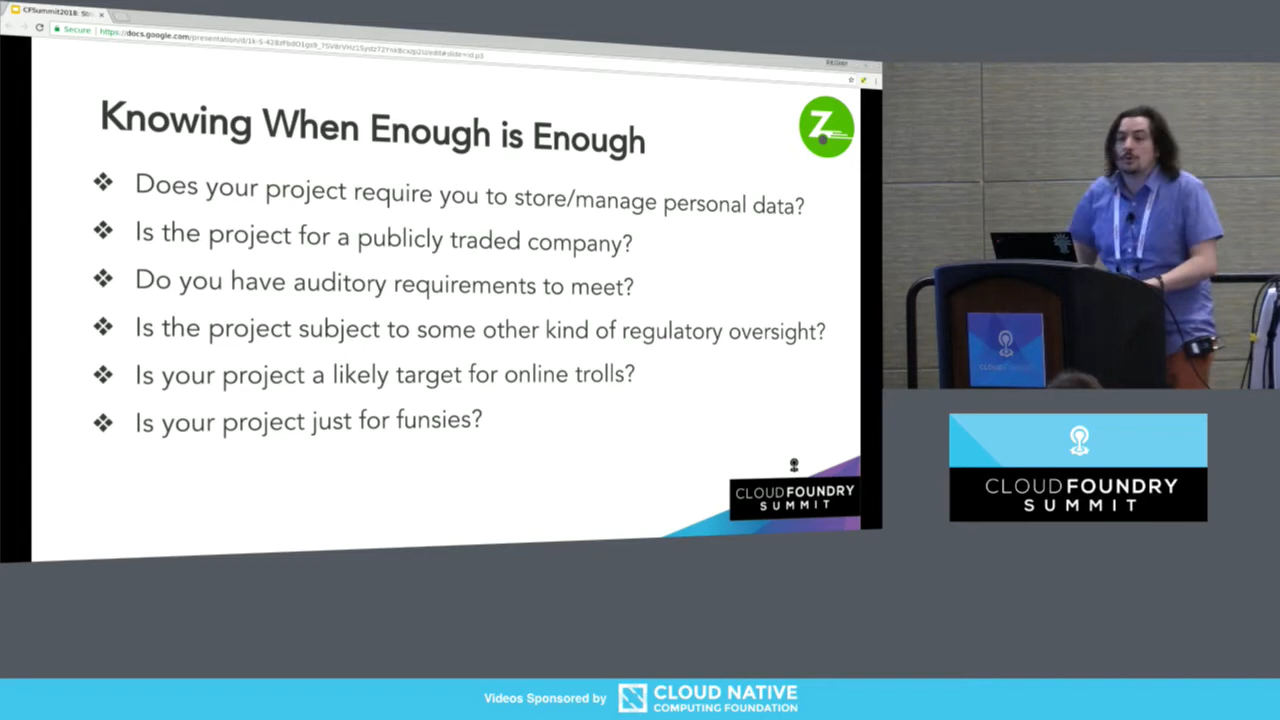 CFSummit2018: Sto
Secure
Knowing When Enough is Enough
Z
❖ Does your project require you to store/manage personal data?
❖ Is the project for a publicly traded company?
❖ Do you have auditory requirements to meet?
❖ Is the project subject to some other kind of regulatory oversight?
❖ Is your project a likely target for online trolls?
❖ Is your project just for funsies?
CLOUD FOUNDRY
SUMMIT
CLOUD FOUNDRY
SUMMIT
Videos Sponsored by
CLOUD NATIVE
COMPUTING FOUNDATION